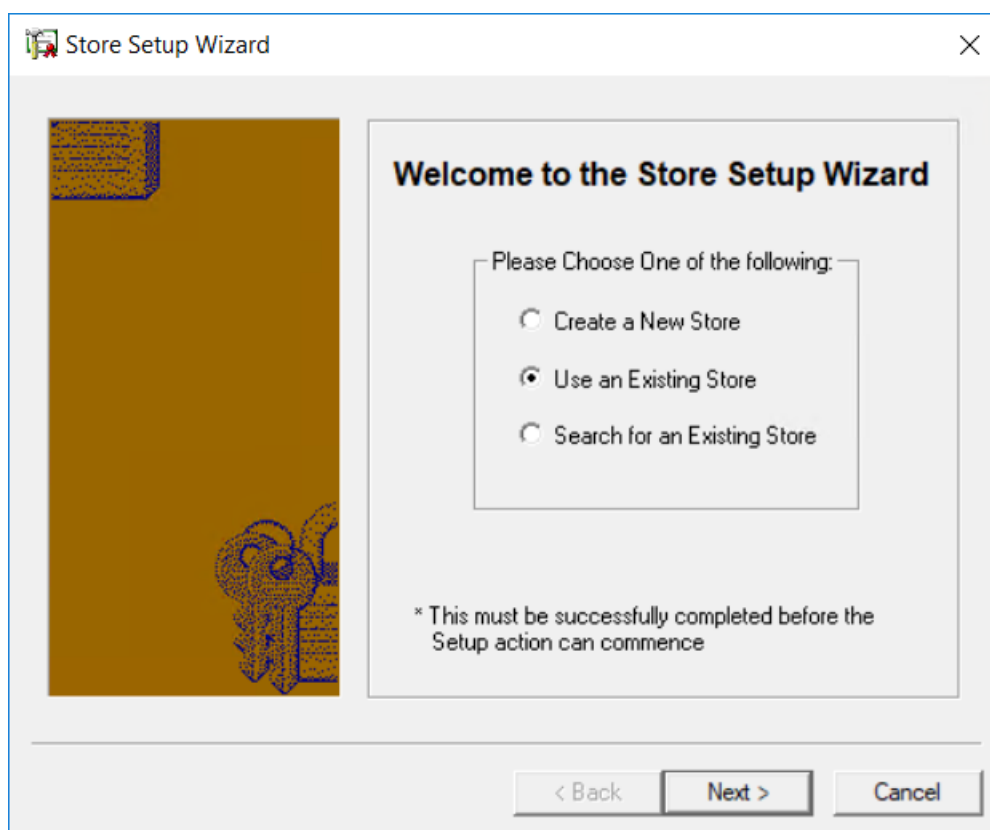 Store Setup Wizard
Welcome to the Store Setup Wizard
Please Choose One of the following:
Create a New Store
Use an Existing Store
Search for an Existing Store
* This must be successfully completed before the
Setup action can commence
< Back
Next >
Cancel